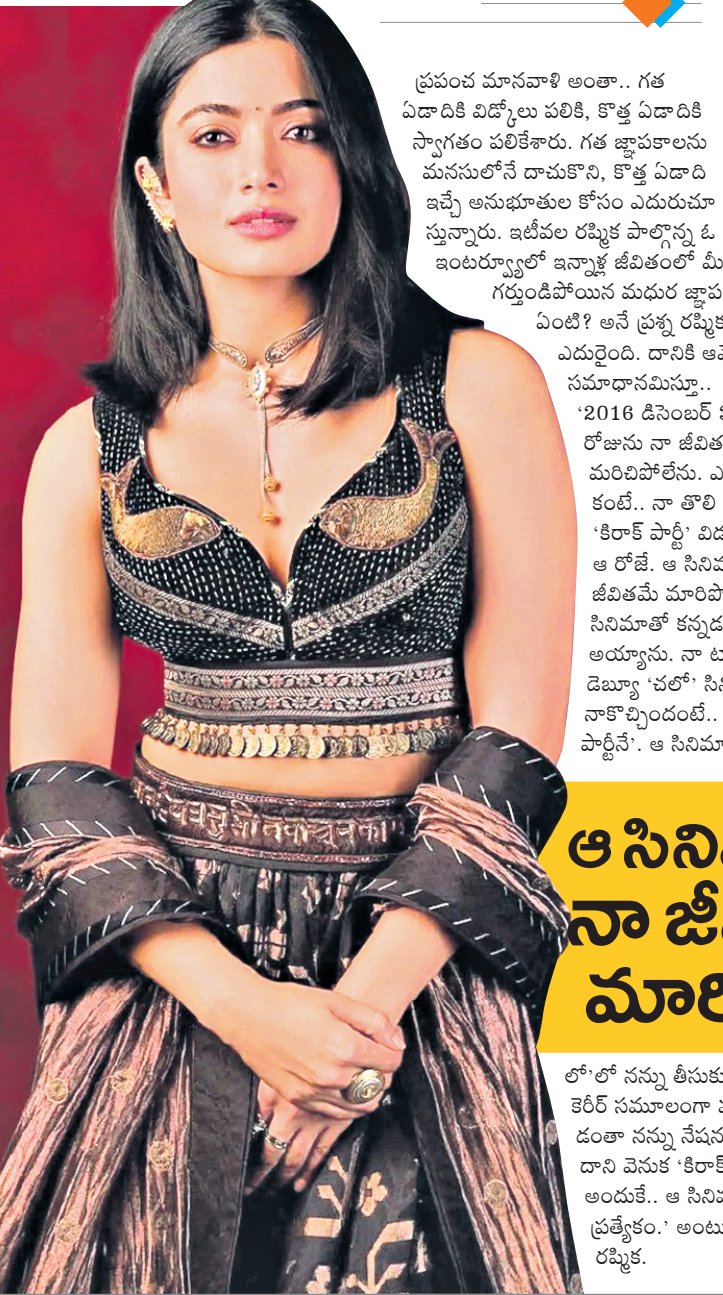 ప్రపంచ మానవాళి అంతా.. గత
ఏడాదికి విడ్కోలు పలికి, కొత్త ఏడాదికి
స్వాగతం పలికేశారు. గత జ్ఞాపకాలను
మనసులోనే దాచుకొని, కొత్త ఏడాది
ఇచ్చే అనుభూతుల కోసం ఎదురుచూ
స్తున్నారు. ఇటీవల రష్మిక పాల్గొన్న ఓ
ఇంటర్వ్యూలో ఇన్నాళ్ల జీవితంలో మీ
గర్తుండిపోయిన మధుర జ్ఞాప
ఏంటి? అనే ప్రశ్న రష్మిక
ఎదురైంది. దానికి ఆమె
సమాధానమిస్తూ..
‘2016 డిసెంబర్
రోజును నా జీవిత
మరిచిపోలేను. ఎ
కంటే.. నా తొలి
‘కిరాక్ పార్టీ’ విడ
ఆ రోజే. ఆ సినిమ
జీవితమే మారిపో
సినిమాతో కన్నడ
అయ్యాను. నా ట
డెబ్యూ ‘చలో’ సిని
నాకొచ్చిందంటే..
పార్టీనే’. ఆ సినిమా
ఆ సిని
నా జీ
మారి
లో’లో నన్ను తీసుకు
కెరీర్ సమూలంగా
డంతా నన్ను నేషన
దాని వెనుక ‘కిరాక్
అందుకే.. ఆ సినిమ
ప్రత్యేకం.’ అంటు
రష్మిక.